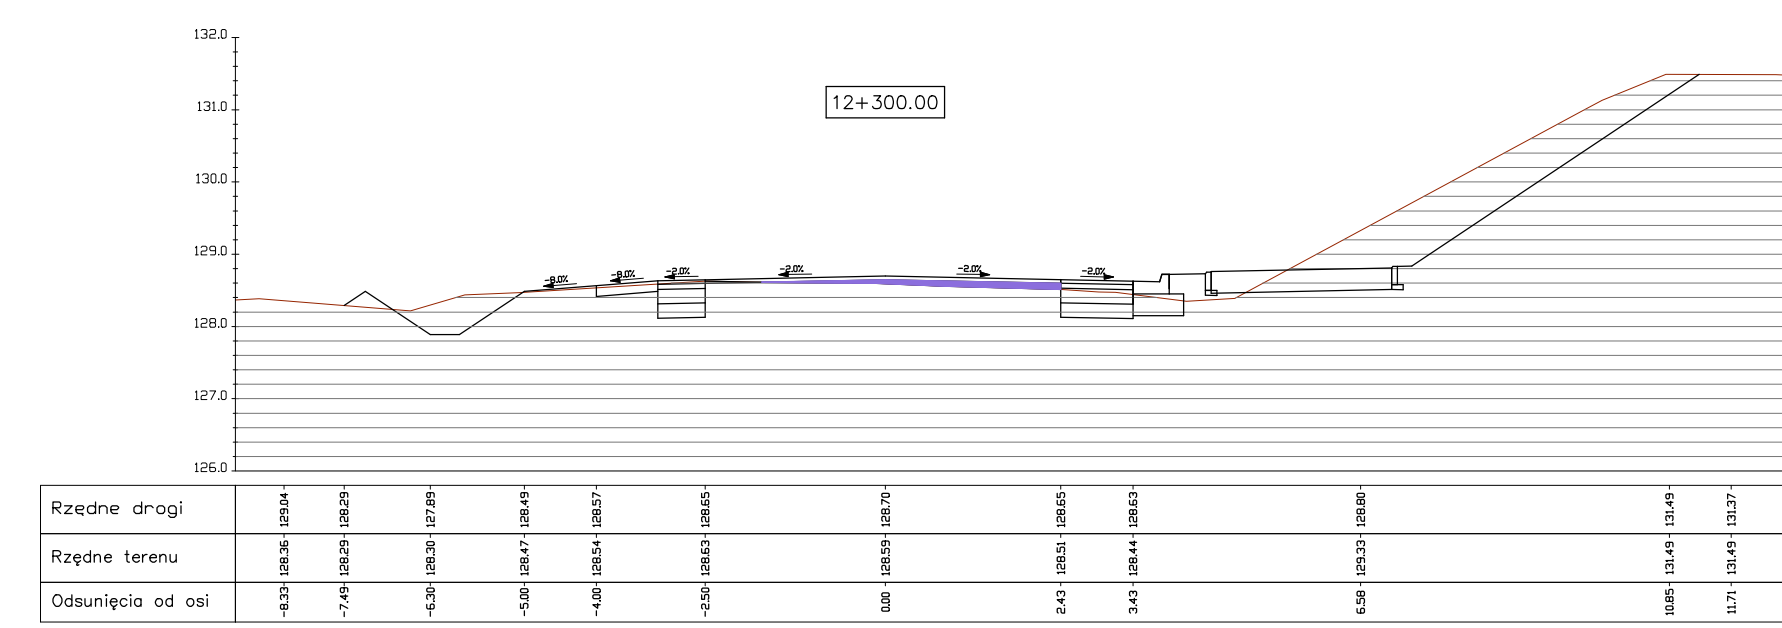 132.0
12+300.00
131.0
130.0
129.0
-8.0% -8.0% -2.0% -2.0% -2.0% -2.0%
128.0
127.0
126.0
Rzędne drogi 129.04 128.29 127.89 128.49 128.57 128.65 128.70 128.65 128.63 128.80 131.49 131.37
Rzędne terenu 128.36 128.29 128.30 128.47 128.54 128.63 128.59 128.51 128.44 129.33 131.49 131.49
Odsunięcia od osi -8.33 -7.49 -6.30 -5.00 -4.00 -2.50 0.00 2.43 3.43 6.58 10.85 11.71